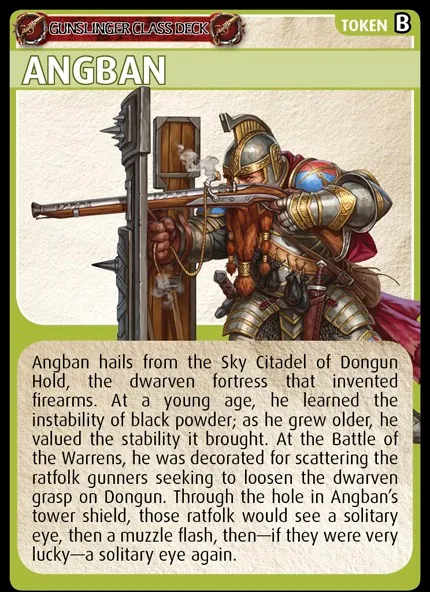 GUNSLINGER CLASS DECK
TOKEN B
ANGBAN
Angban hails from the Sky Citadel of Dongun
Hold, the dwarven fortress that invented
firearms. At a young age, he learned the
instability of black powder; as he grew older, he
valued the stability it brought. At the Battle of
the Warrens, he was decorated for scattering the
ratfolk gunners seeking to loosen the dwarven
grasp on Dongun. Through the hole in Angban's
tower shield, those ratfolk would see a solitary
eye, then a muzzle flash, then—if they were very
lucky—a solitary eye again.